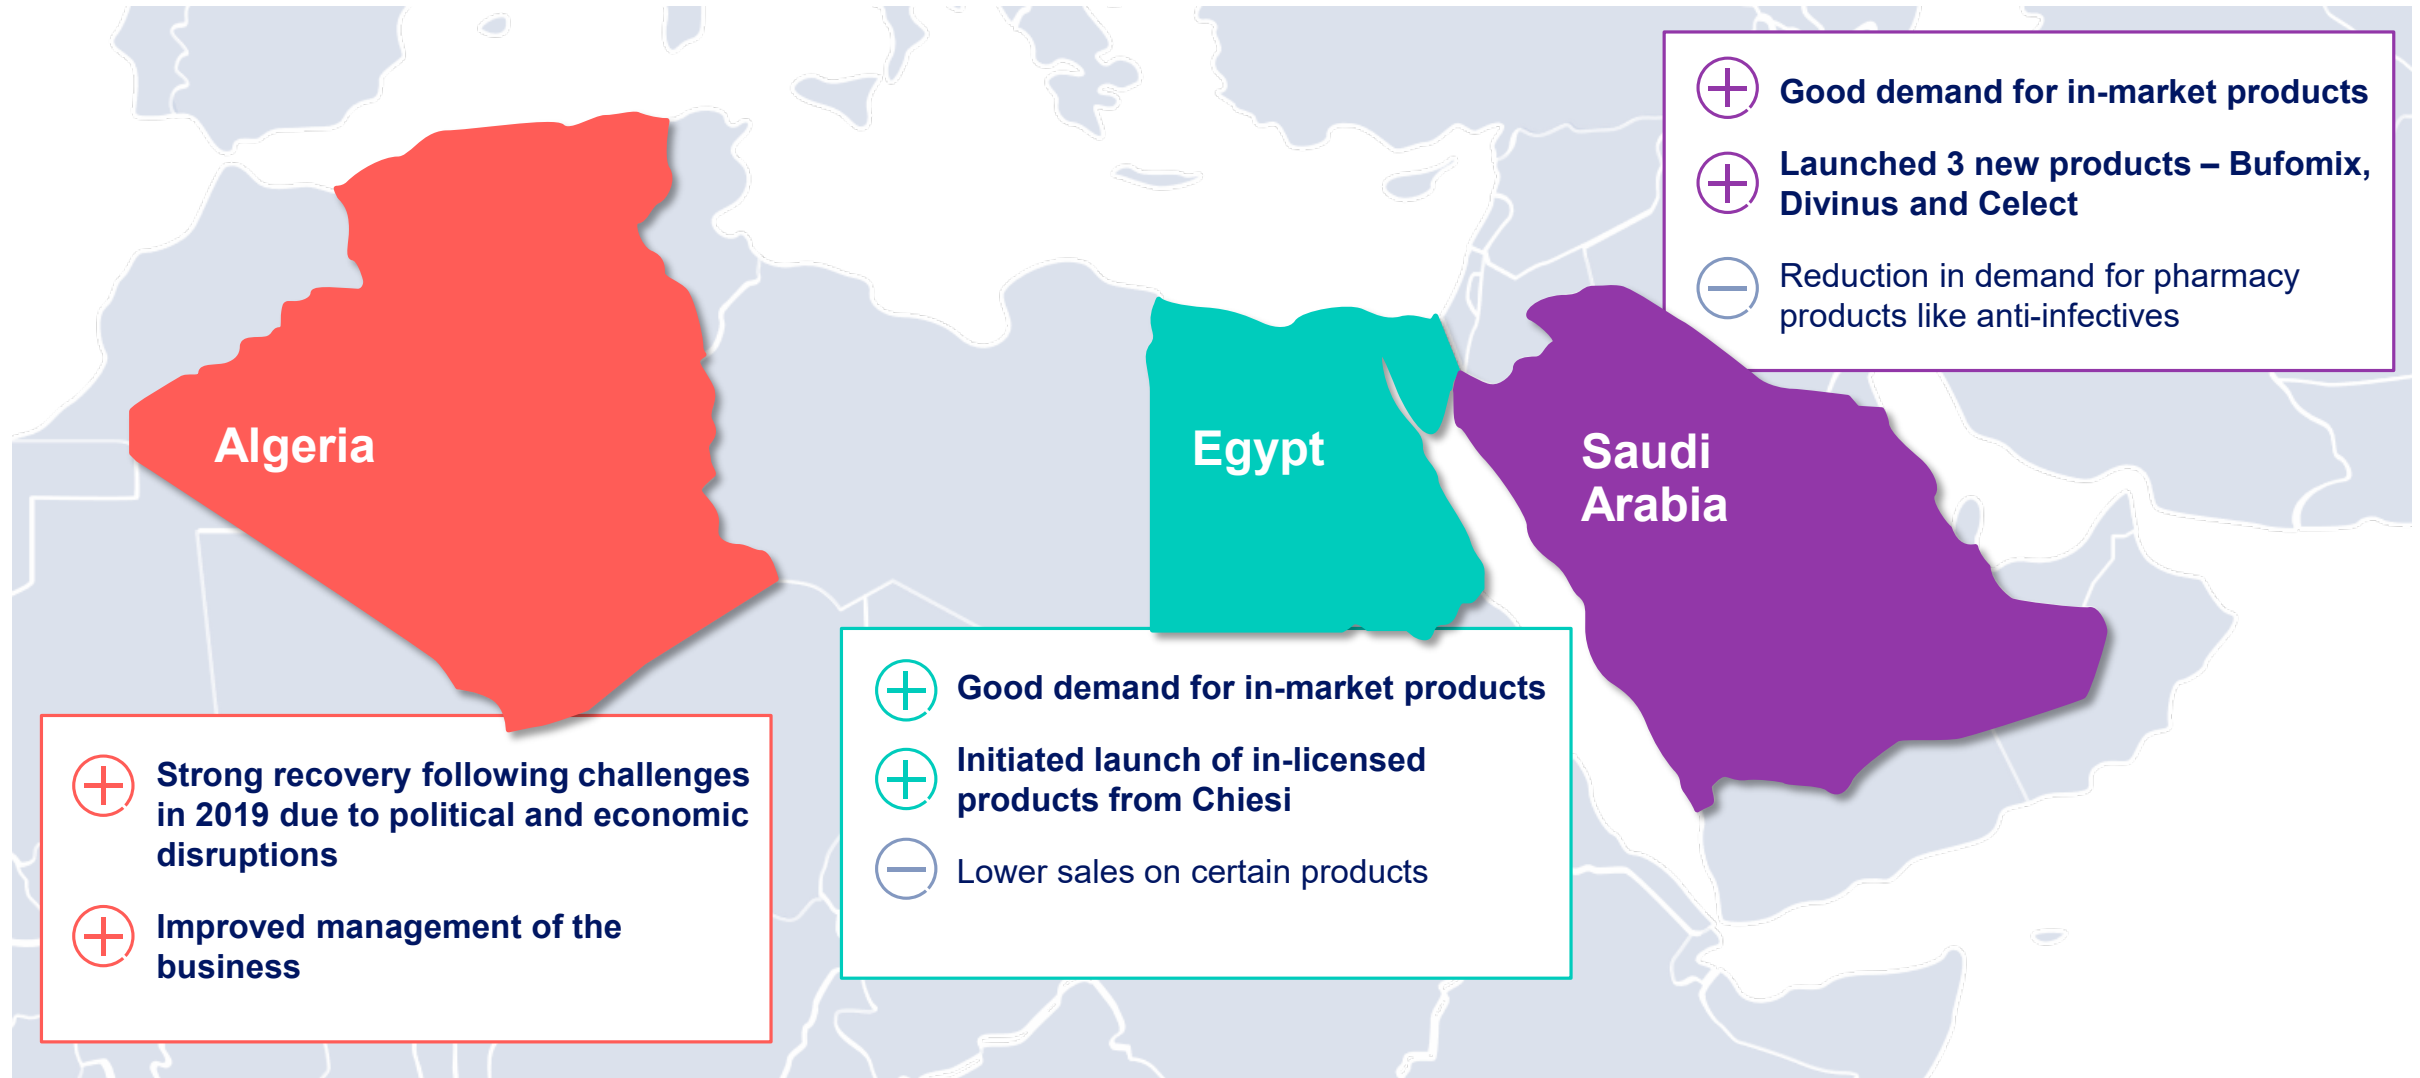 Algeria
Strong recovery following challenges
in 2019 due to political and economic
disruptions
Improved management of the
business
Egypt
Good demand for in-market products
Initiated launch of in-licensed
products from Chiesi
Lower sales on certain products
Saudi
Arabia
Good demand for in-market products
Launched 3 new products – Bufomix,
Divinus and Celect
Reduction in demand for pharmacy
products like anti-infectives